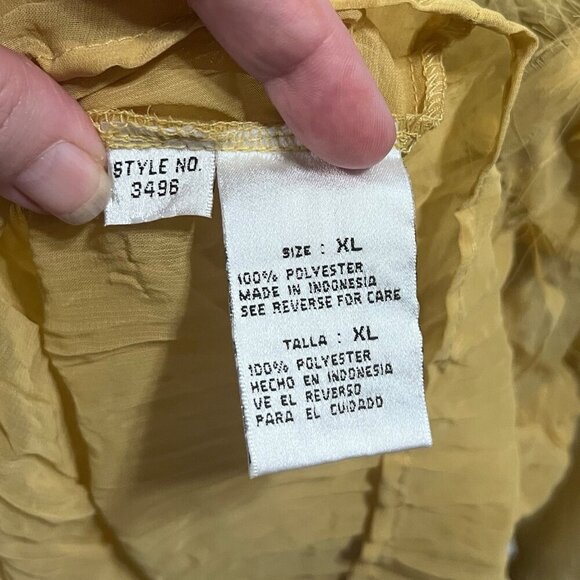 STYLE NO.
3496
SIZE : XL
100% POLYESTER
MADE IN INDONESIA
SEE REVERSE FOR CARE
TALLA : XL
100% POLYESTER
HECHO EN INDONESIA
VE EL REVERSO
PARA EL CUIDADO